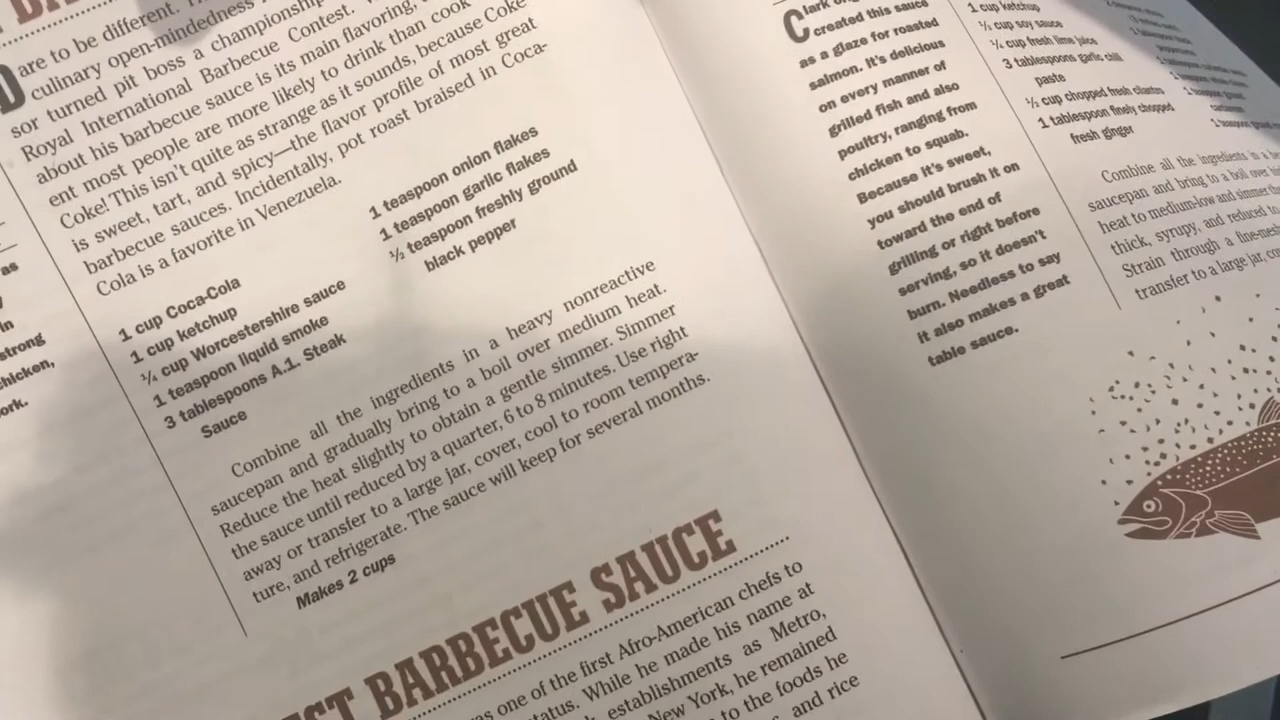 as
in
strong
chicken,
ork.
Dare to be different.
culinary open-mindedness
sor turned pit boss a championship
Royal International Barbecue Contest.
about his barbecue sauce is its main flavoring,
ent most people are more likely to drink than cook
Coke! This isn't quite as strange as it sounds, because Coke
is sweet, tart, and spicy—the flavor profile of most great
barbecue sauces. Incidentally, pot roast braised in Coca-
Cola is a favorite in Venezuela.
1 cup Coca-Cola
1 cup ketchup
¼ cup Worcestershire sauce
1 teaspoon liquid smoke
3 tablespoons A.1. Steak
Sauce
1 teaspoon onion flakes
1 teaspoon garlic flakes
½ teaspoon freshly ground
black pepper
Combine all the ingredients in a heavy nonreactive
saucepan and gradually bring to a boil over medium heat.
Reduce the heat slightly to obtain a gentle simmer. Simmer
the sauce until reduced by a quarter, 6 to 8 minutes. Use right
away or transfer to a large jar, cover, cool to room tempera-
ture, and refrigerate. The sauce will keep for several months.
Makes 2 cups
EST BARBECUE SAUCE
was one of the first Afro-American chefs to
status. While he made his name at
establishments as Metro,
New York, he remained
to the foods he
and rice
Clark
created this sauce
as a glaze for roasted
salmon. It's delicious
on every manner of
grilled fish and also
poultry, ranging from
chicken to squab.
Because it's sweet,
you should brush it on
toward the end of
grilling or right before
serving, so it doesn't
burn. Needless to say
it also makes a great
table sauce.
1 cup ketchup
cup soy sauce
¼ cup fresh lime juice
3 tablespoons garlic chili
paste
½ cup chopped fresh cilantro
1 tablespoon finely chopped
fresh ginger
Combine all the ingredients in a
saucepan and bring to a boil over
heat to medium-low and simmer the
thick, syrupy, and reduced to
Strain through a fine-mesh
transfer to a large jar,